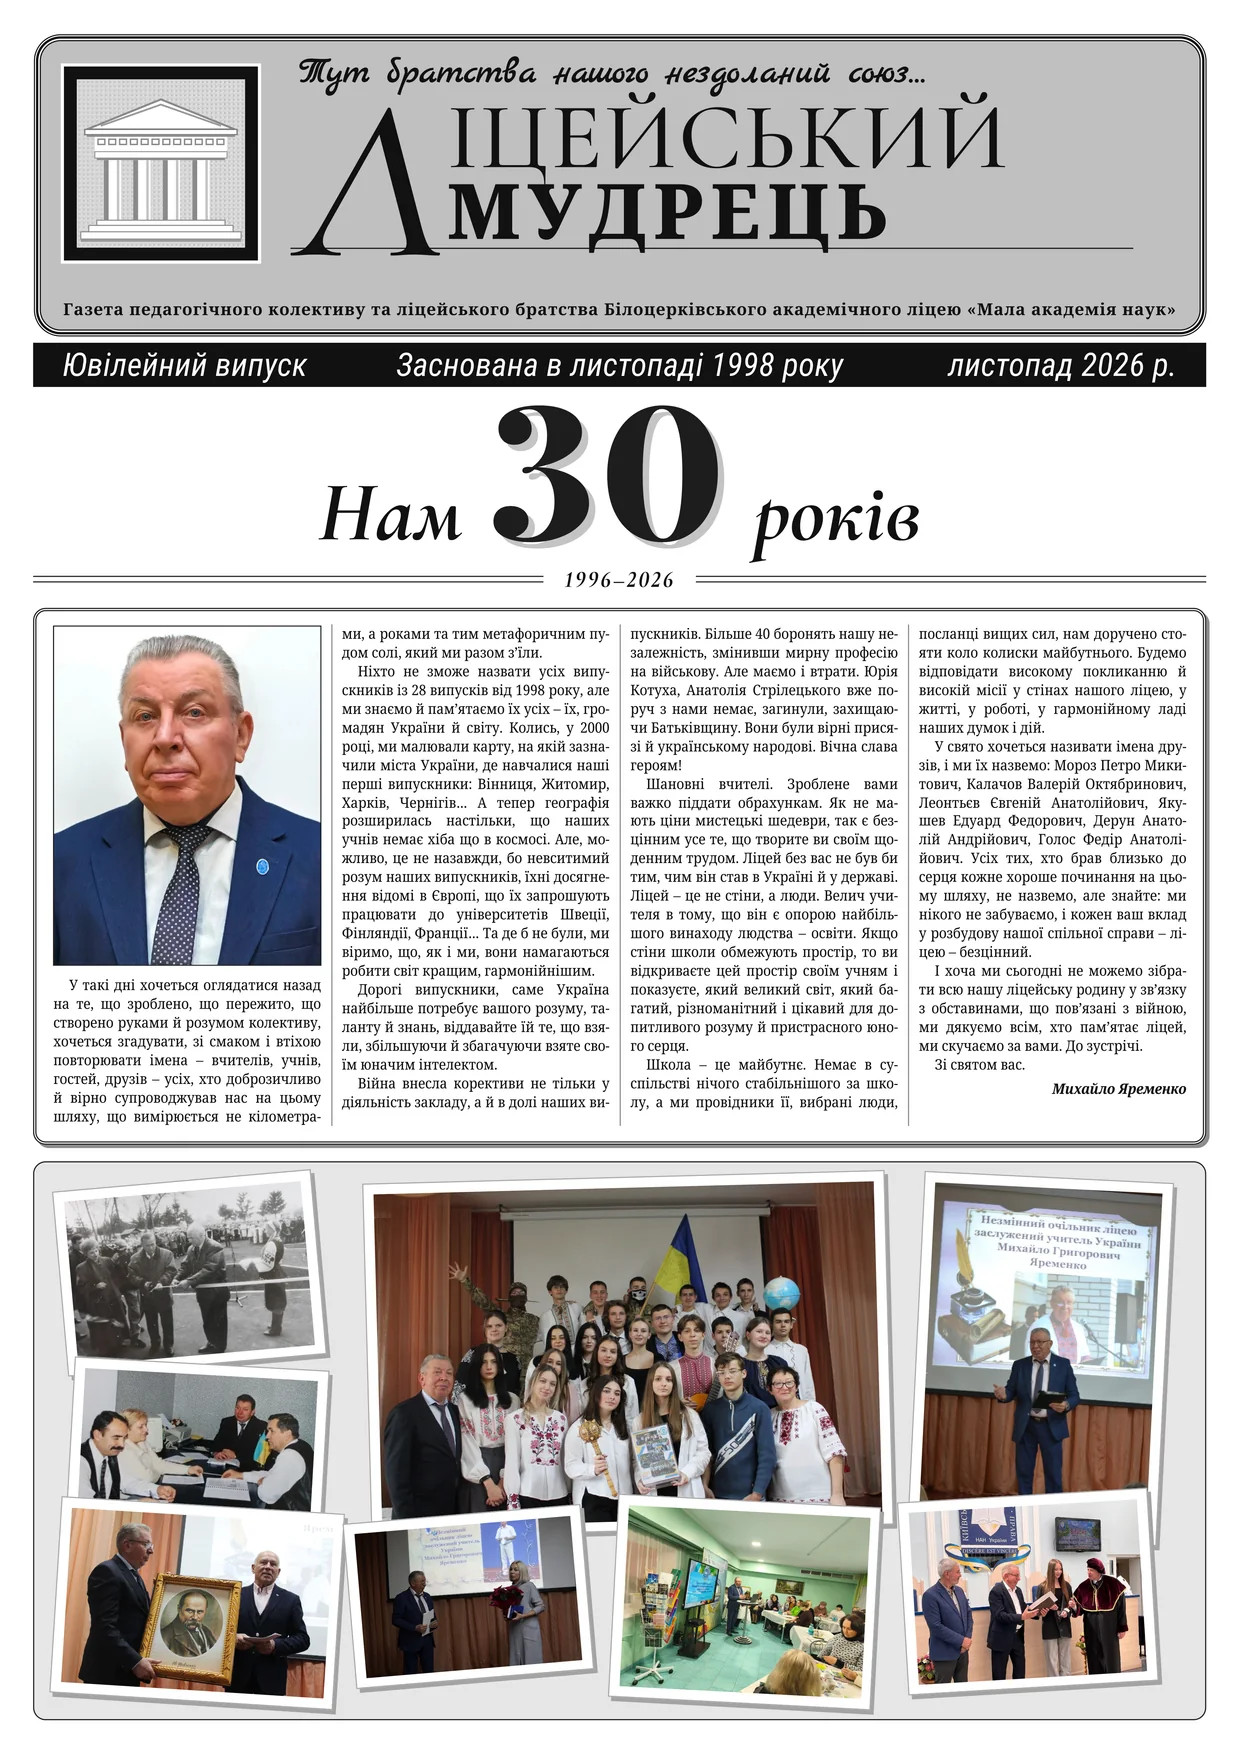 Тут братства нашого нездоланий союз...
ЛІЦЕЙСЬКИЙ
МУДРЕЦЬ
Газета педагогічного колективу та ліцейського братства Білоцерківського академічного ліцею «Мала академія наук»
Ювілейний випуск Заснована в листопаді 1998 року листопад 2026 р.
Нам 30 років
1996–2026
У такі дні хочеться оглядатися назад
на те, що зроблено, що пережито, що
створено руками й розумом колективу,
хочеться згадувати, зі смаком і втіхою
повторювати імена – вчителів, учнів,
гостей, друзів – усіх, хто доброзичливо
й вірно супроводжував нас на цьому
шляху, що вимірюється не кілометра-
ми, а роками та тим метафоричним пу-
дом солі, який ми разом з’їли.
Ніхто не зможе назвати усіх випу-
скників із 28 випусків від 1998 року, але
ми знаємо й пам’ятаємо їх усіх – їх, гро-
мадян України й світу. Колись, у 2000
році, ми малювали карту, на якій зазна-
чили міста України, де навчалися наші
перші випускники: Вінниця, Житомир,
Харків, Чернігів... А тепер географія
розширилась настільки, що наших
учнів немає хіба що в космосі. Але, мо-
жливо, це не назавжди, бо невситимий
розум наших випускників, їхні досягне-
ння відомі в Європі, що їх запрошують
працювати до університетів Швеції,
Фінляндії, Франції... Та де б не були, ми
віримо, що, як і ми, вони намагаються
робити світ кращим, гармонійнішим.
Дорогі випускники, саме Україна
найбільше потребує вашого розуму, та-
ланту й знань, віддавайте їй те, що взя-
ли, збільшуючи й збагачуючи взяте сво-
їм юначим інтелектом.
Війна внесла корективи не тільки у
діяльність закладу, а й в долі наших ви-
пускників. Більше 40 боронять нашу не-
залежність, змінивши мирну професію
на військову. Але маємо і втрати. Юрія
Котуха, Анатолія Стрілецького вже по-
руч з нами немає, загинули, захищаю-
чи Батьківщину. Вони були вірні прися-
зі й українському народові. Вічна слава
героям!
Шановні вчителі. Зроблене вами
важко піддати обрахункам. Як не ма-
ють ціни мистецькі шедеври, так є без-
цінним усе те, що творите ви своїм що-
денним трудом. Ліцей без вас не був би
тим, чим він став в Україні й у державі.
Ліцей – це не стіни, а люди. Велич учи-
теля в тому, що він є опорою найбіль-
шого винаходу людства – освіти. Якщо
стіни школи обмежують простір, то ви
відкриваєте цей простір своїм учням і
показуєте, який великий світ, який ба-
гатий, різноманітний і цікавий для до-
питливого розуму й пристрасного юно-
го серця.
Школа – це майбутнє. Немає в су-
спільстві нічого стабільнішого за шко-
лу, а ми провідники її, вибрані люди,
посланці вищих сил, нам доручено сто-
яти коло колиски майбутнього. Будемо
відповідати високому покликанню й
високій місії у стінах нашого ліцею, у
житті, у роботі, у гармонійному ладі
наших думок і дій.
У свято хочеться називати імена дру-
зів, і ми їх назвемо: Мороз Петро Мики-
тович, Калачов Валерій Октябринович,
Леонтьєв Євгеній Анатолійович, Яку-
шев Едуард Федорович, Дерун Анато-
лій Андрійович, Голос Федір Анатолі-
йович. Усіх тих, хто брав близько до
серця кожне хороше починання на цьо-
му шляху, не назвемо, але знайте: ми
нікого не забуваємо, і кожен ваш вклад
у розбудову нашої спільної справи – лі-
цею – безцінний.
І хоча ми сьогодні не можемо зібра-
ти всю нашу ліцейську родину у зв’язку
з обставинами, що пов’язані з війною,
ми дякуємо всім, хто пам’ятає ліцей,
ми скучаємо за вами. До зустрічі.
Зі святом вас.
Михайло Яременко
Незмінний очільник ліцею
заслужений учитель України
Михайло Григорович
Яременко
Незмінний
очільник ліцею
заслужений учитель
України
Михайло Григорович
Яременко
НАН України
DISCERE EST VIVERE
КИЇВСЬ
ПРАВА